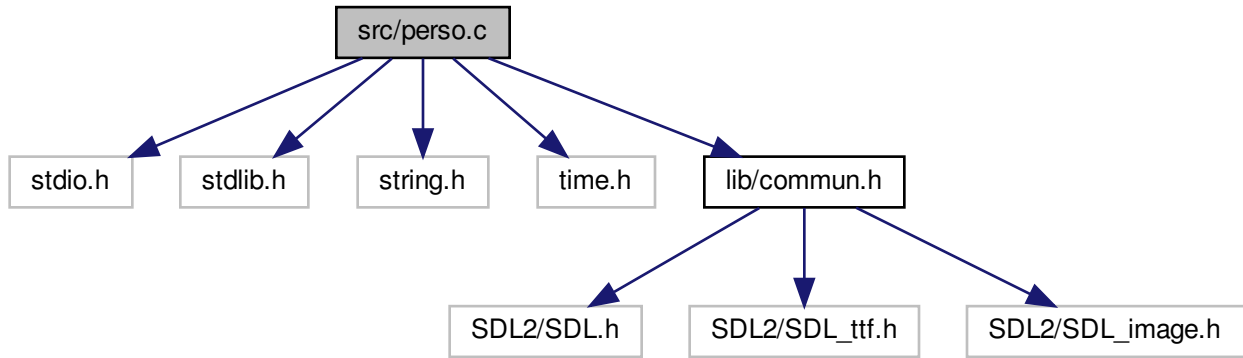 src/perso.c
stdio.h
stdlib.h
string.h
time.h
lib/commun.h
SDL2/SDL.h
SDL2/SDL_ttf.h
SDL2/SDL_image.h